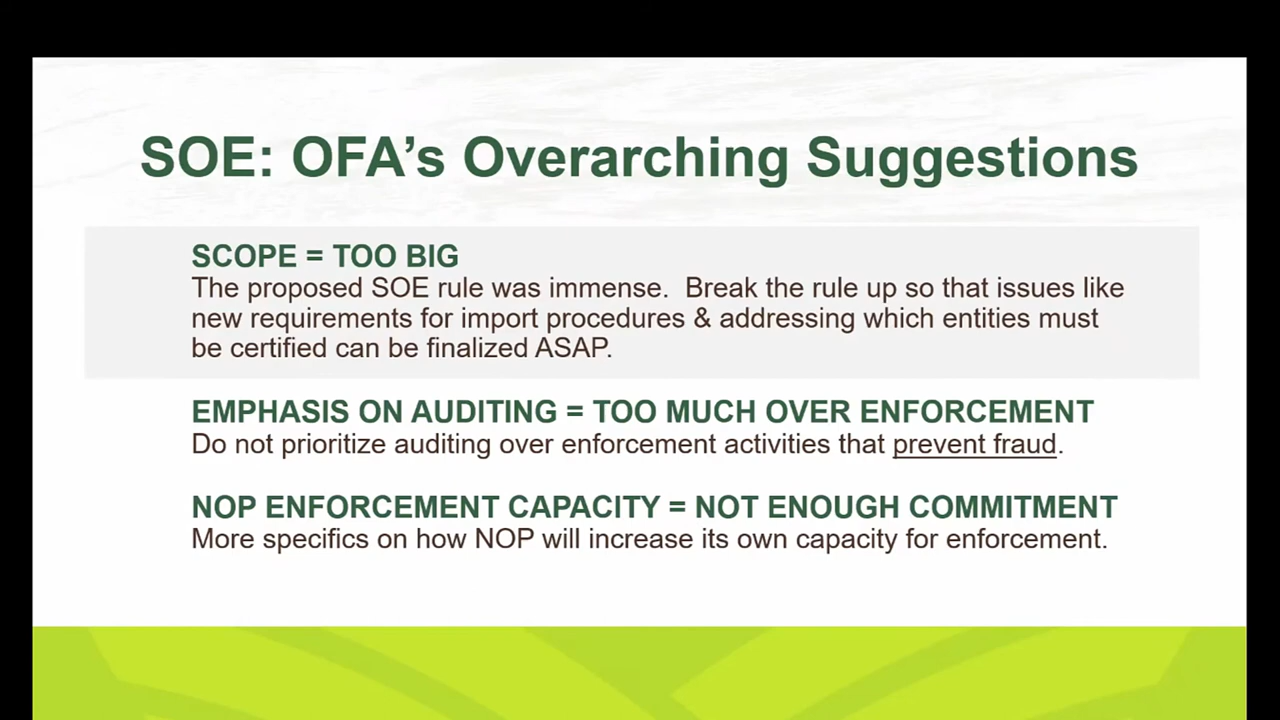 SOE: OFA’s Overarching Suggestions
SCOPE = TOO BIG
The proposed SOE rule was immense.  Break the rule up so that issues like
new requirements for import procedures & addressing which entities must
be certified can be finalized ASAP.
EMPHASIS ON AUDITING = TOO MUCH OVER ENFORCEMENT
Do not prioritize auditing over enforcement activities that prevent fraud.
NOP ENFORCEMENT CAPACITY = NOT ENOUGH COMMITMENT
More specifics on how NOP will increase its own capacity for enforcement.